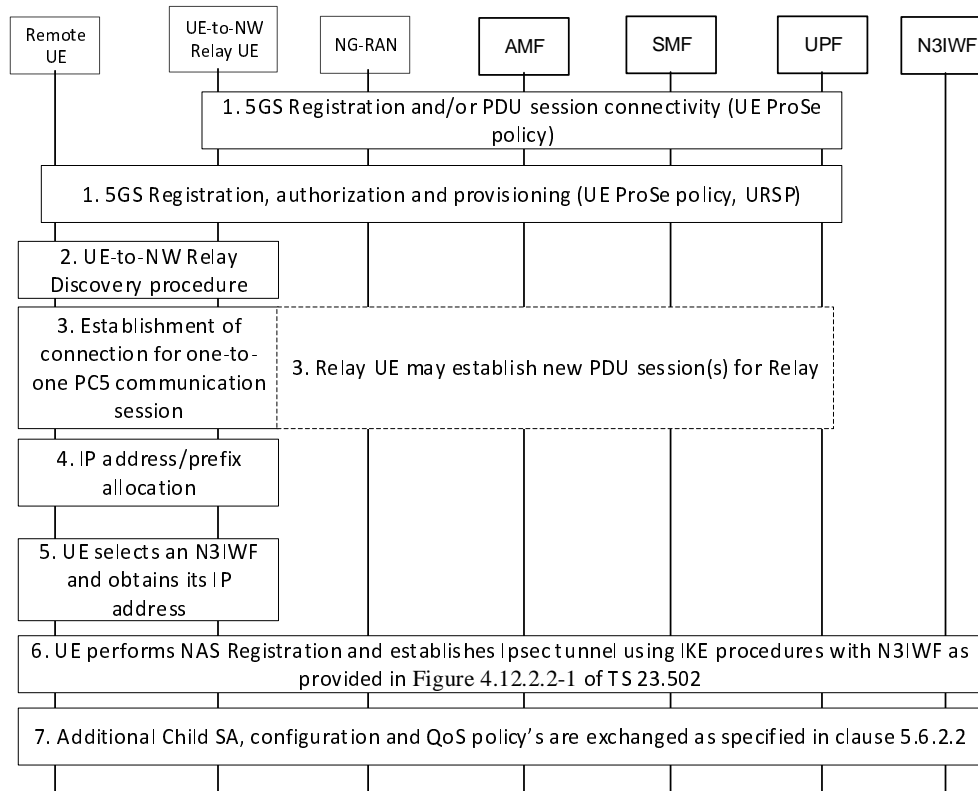 Remote
UE
UE-to-NW
Relay UE
NG-RAN
AMF
SMF
UPF
N3IWF
1. 5GS Registration and/or PDU session connectivity (UE ProSe
policy)
1. 5GS Registration, authorization and provisioning (UE ProSe policy, URSP)
2. UE-to-NW Relay
Discovery procedure
3. Establishment of
connection for one-to-
one PC5 communication
session
3. Relay UE may establish new PDU session(s) for Relay
4. IP address/prefix
allocation
5. UE selects an N3IWF
and obtains its IP
address
6. UE performs NAS Registration and establishes Ipsec tunnel using IKE procedures with N3IWF as
provided in Figure 4.12.2.2-1 of TS 23.502
7. Additional Child SA, configuration and QoS policy's are exchanged as specified in clause 5.6.2.2